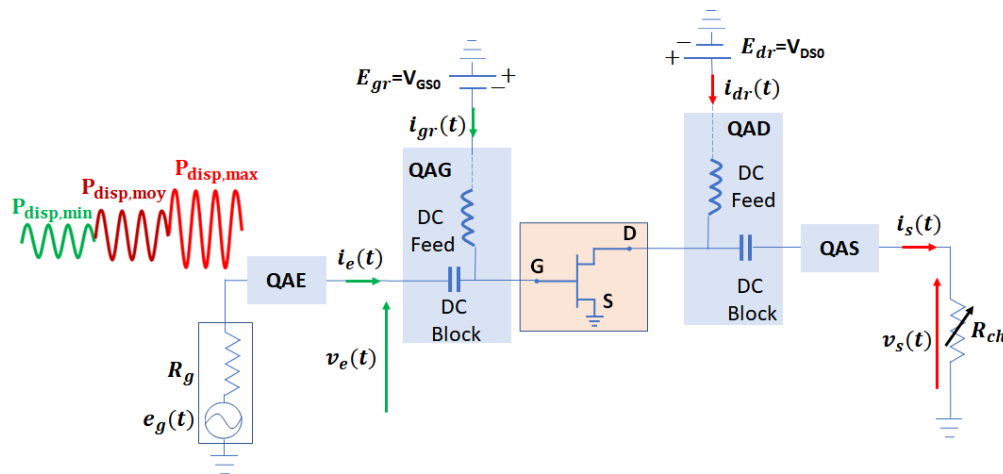 − E_dr=V_DS0
+
E_gr=V_GS0 +
−
i_dr(t)
i_gr(t)
QAD
QAG
P_disp,max
P_disp,moy
P_disp,min
DC
Feed
DC
Feed
D
i_s(t)
i_e(t)
G
QAE
QAS
S
DC
Block
DC
Block
v_e(t)
v_s(t)
R_ch
R_g
e_g(t)